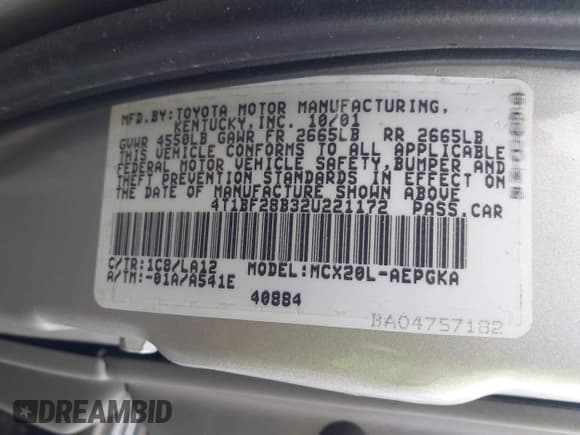 MFD.BY:TOYOTA MOTOR MANUFACTURING,
KENTUCKY,INC. 10/01
GVWR 4550LB GAWR FR 2665LB RR 2665LB
THIS VEHICLE CONFORMS TO ALL APPLICABLE
FEDERAL MOTOR VEHICLE SAFETY,BUMPER AND
THEFT PREVENTION STANDARDS IN EFFECT ON
THE DATE OF MANUFACTURE SHOWN ABOVE.
4T1BF28B32U221172 PASS.CAR
C/TR:1C8/LA12 MODEL:MCX20L-AEPGKA
A/TM:-01A/A541E
40884
BA04757182
DREAMBID